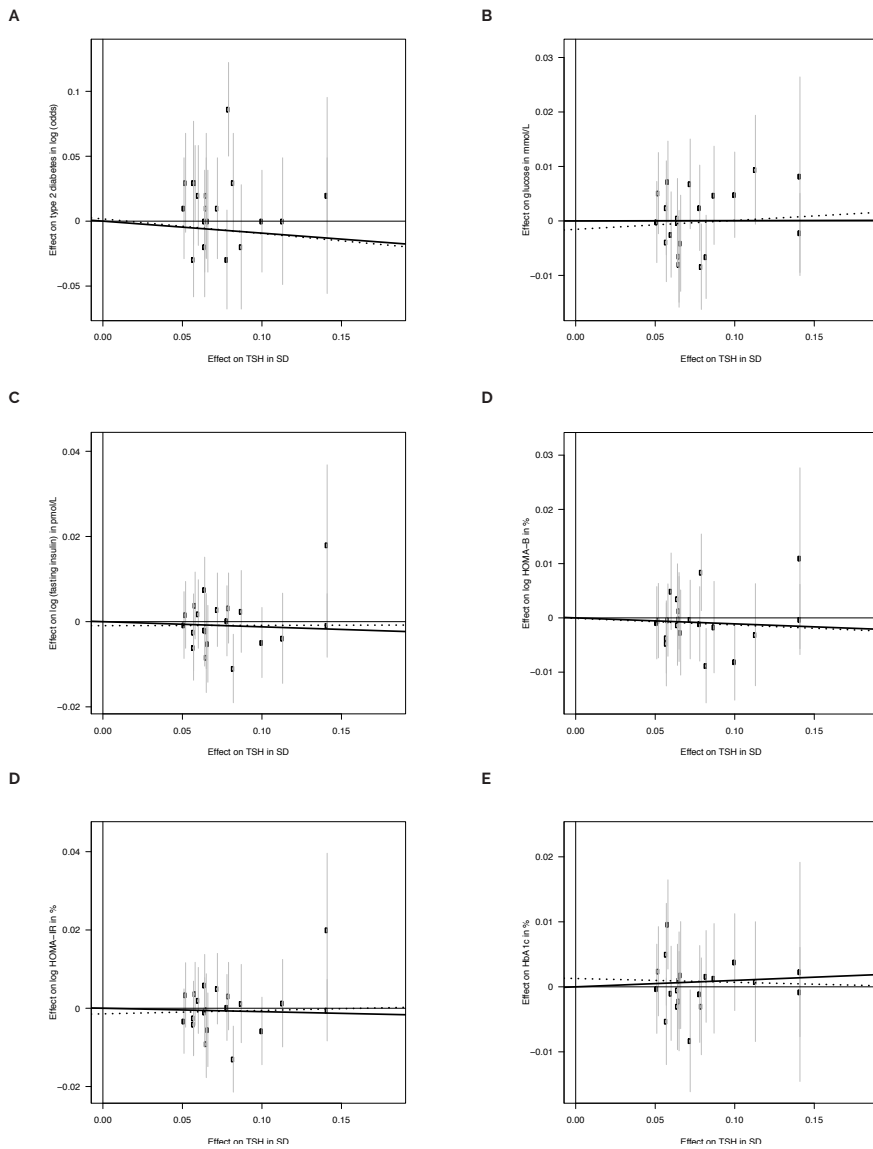 A
Effect on type 2 diabetes in log (odds)
0.1
0.05
0
−0.05
0.00
0.05
0.10
0.15
Effect on TSH in SD
B
Effect on glucose in mmol/L
0.03
0.02
0.01
0
−0.01
0.00
0.05
0.10
0.15
Effect on TSH in SD
C
Effect on log (fasting insulin) in pmol/L
0.04
0.02
0
−0.02
0.00
0.05
0.10
0.15
Effect on TSH in SD
D
Effect on log HOMA−B in %
0.03
0.02
0.01
0
−0.01
0.00
0.05
0.10
0.15
Effect on TSH in SD
D
Effect on log HOMA−IR in %
0.04
0.02
0
−0.02
0.00
0.05
0.10
0.15
Effect on TSH in SD
E
Effect on HbA1c in %
0.02
0.01
0
−0.01
0.00
0.05
0.10
0.15
Effect on TSH in SD